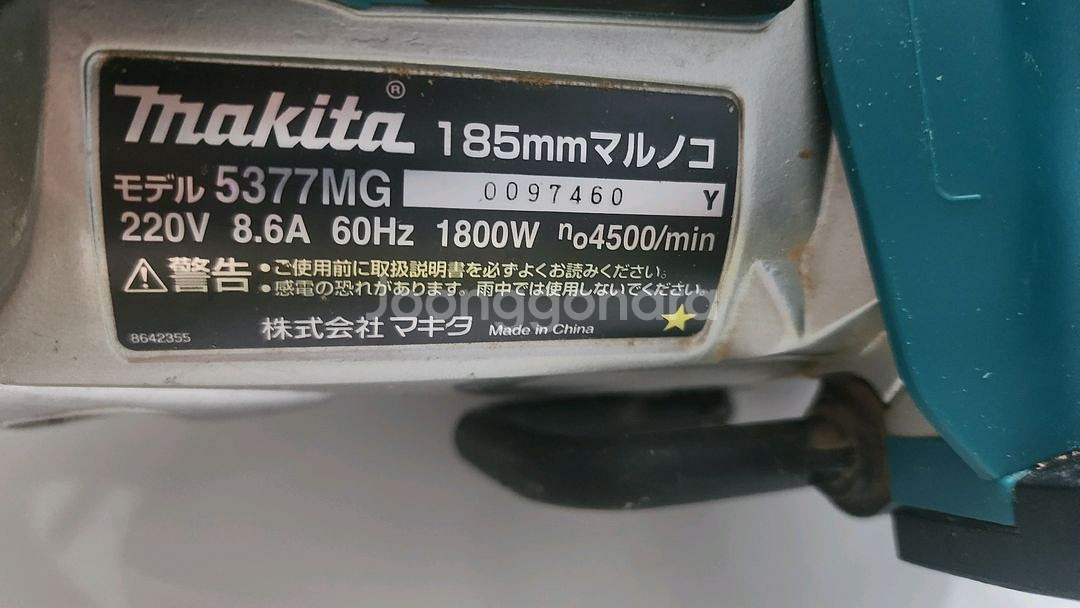 makita® 185mmマルノコ
モデル 5377MG 0097460 Y
220V 8.6A 60Hz 1800W no4500/min
警告・ご使用前に取扱説明書を必ずよくお読みください。
・感電の恐れがあります。雨中では使用しないでください。
Joonggonara
8642355 株式会社 マキタ Made in China